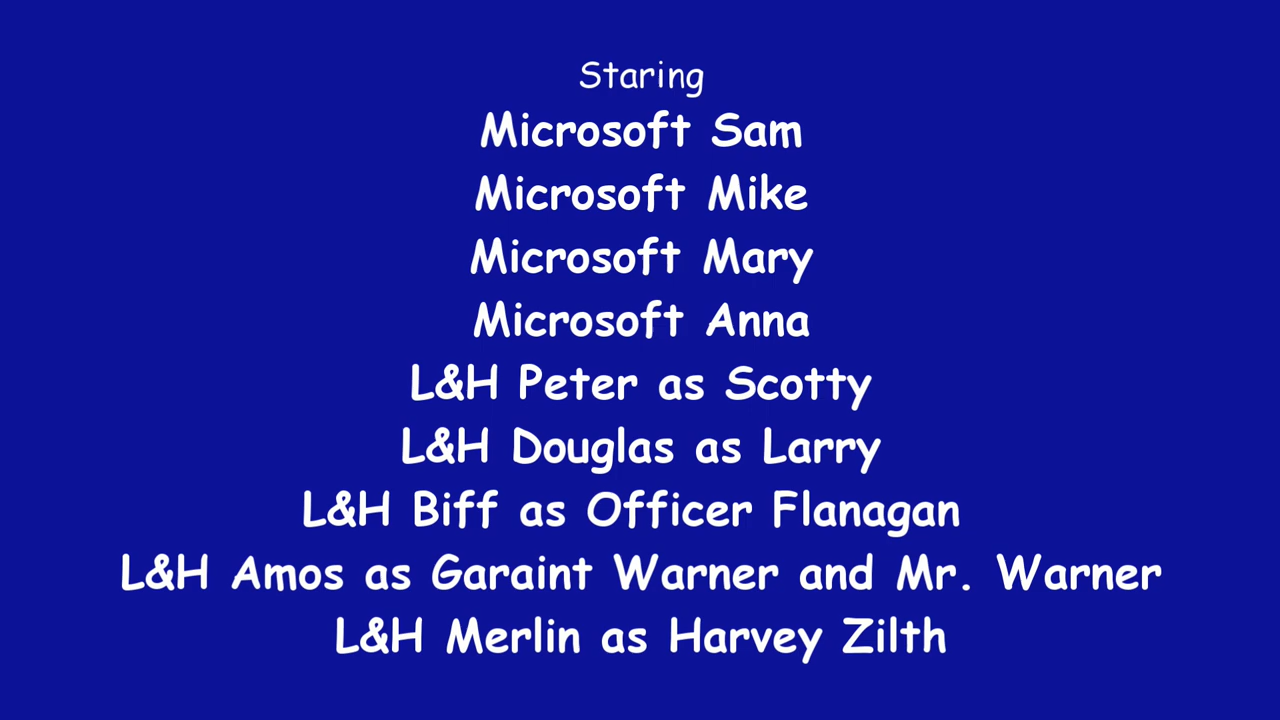 Staring
Microsoft Sam
Microsoft Mike
Microsoft Mary
Microsoft Anna
L&H Peter as Scotty
L&H Douglas as Larry
L&H Biff as Officer Flanagan
L&H Amos as Garaint Warner and Mr. Warner
L&H Merlin as Harvey Zilth